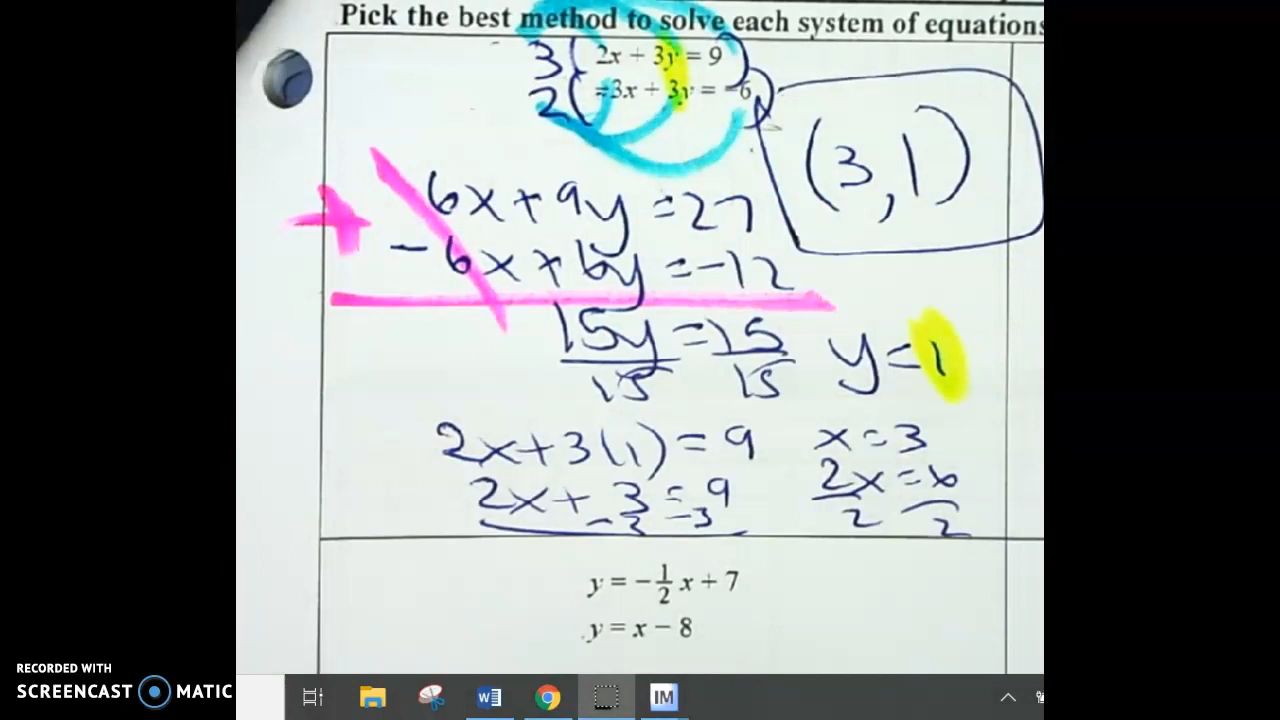 Pick the best method to solve each system of equations
3( 2x + 3y = 9 )
2( -3x + 3y = -6 )
(3,1)
+ 6x + 9y = 27
-6x + 6y = -12
15y = 15
15 15
y = 1
2x + 3(1) = 9
x = 3
2x + 3 = 9
2x = 6
-3 -3
2 2
y = -1/2 x + 7
y = x - 8
RECORDED WITH
SCREENCAST MATIC
W
IM